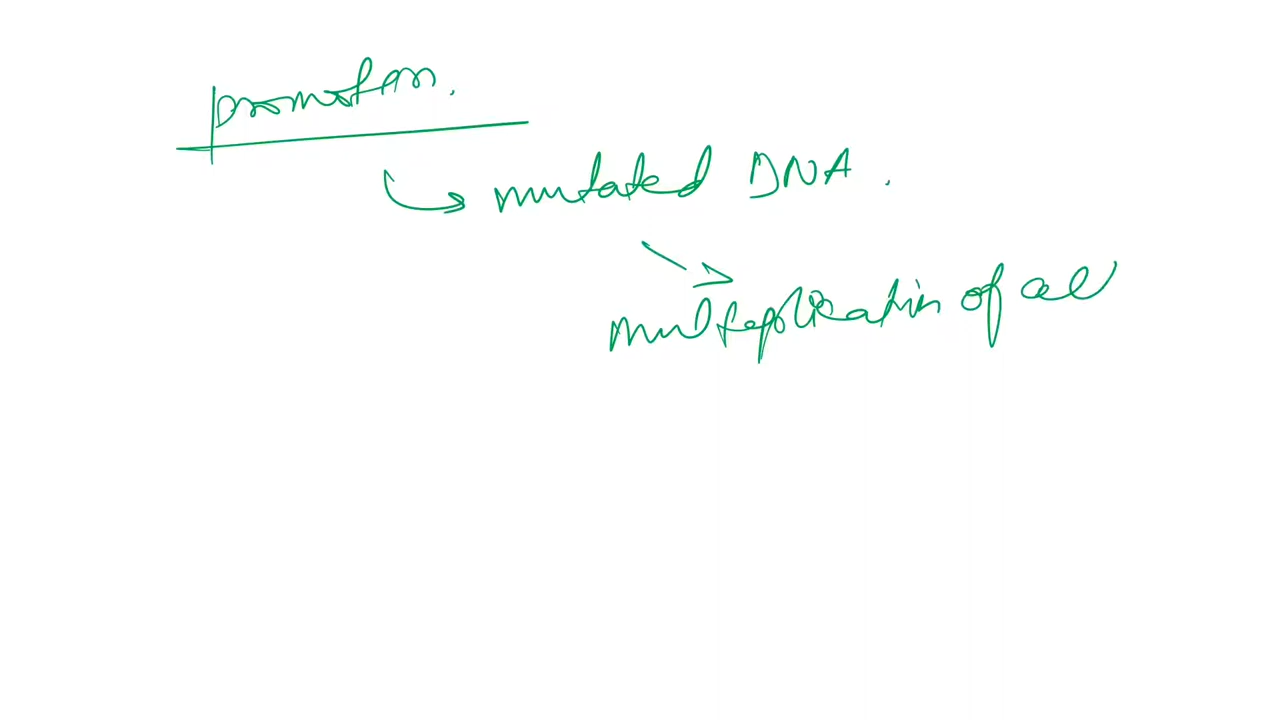 promotion.
mutated DNA.
multiplication of cell